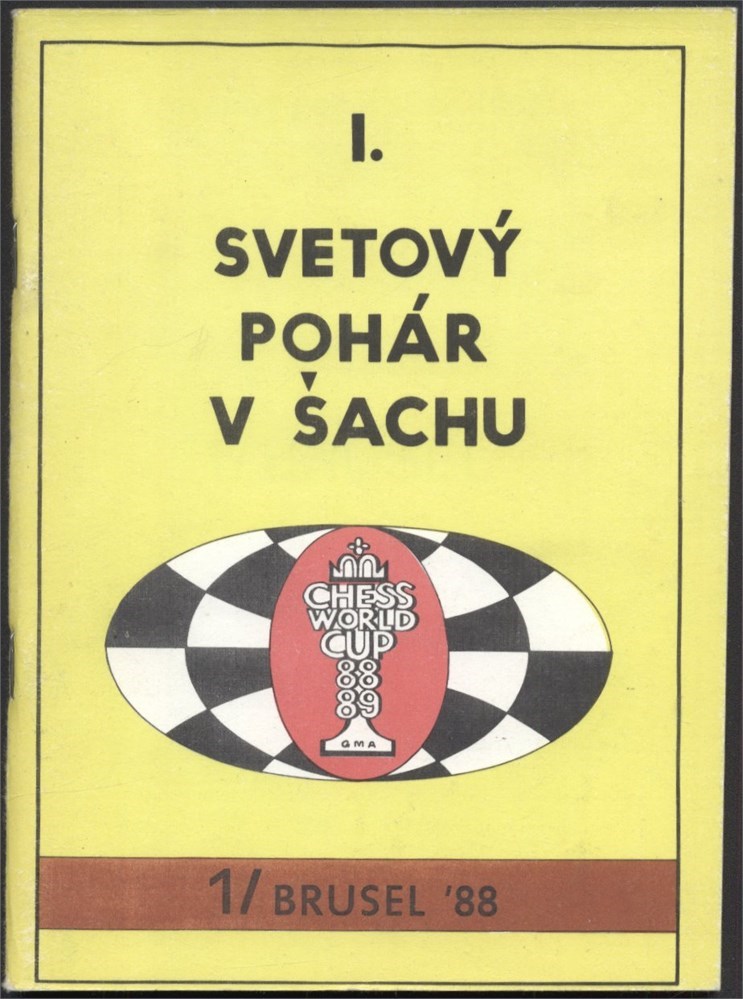 I.
SVETOVÝ
POHÁR
V ŠACHU
CHESS
WORLD
CUP
88
89
GMA
1/ BRUSEL '88